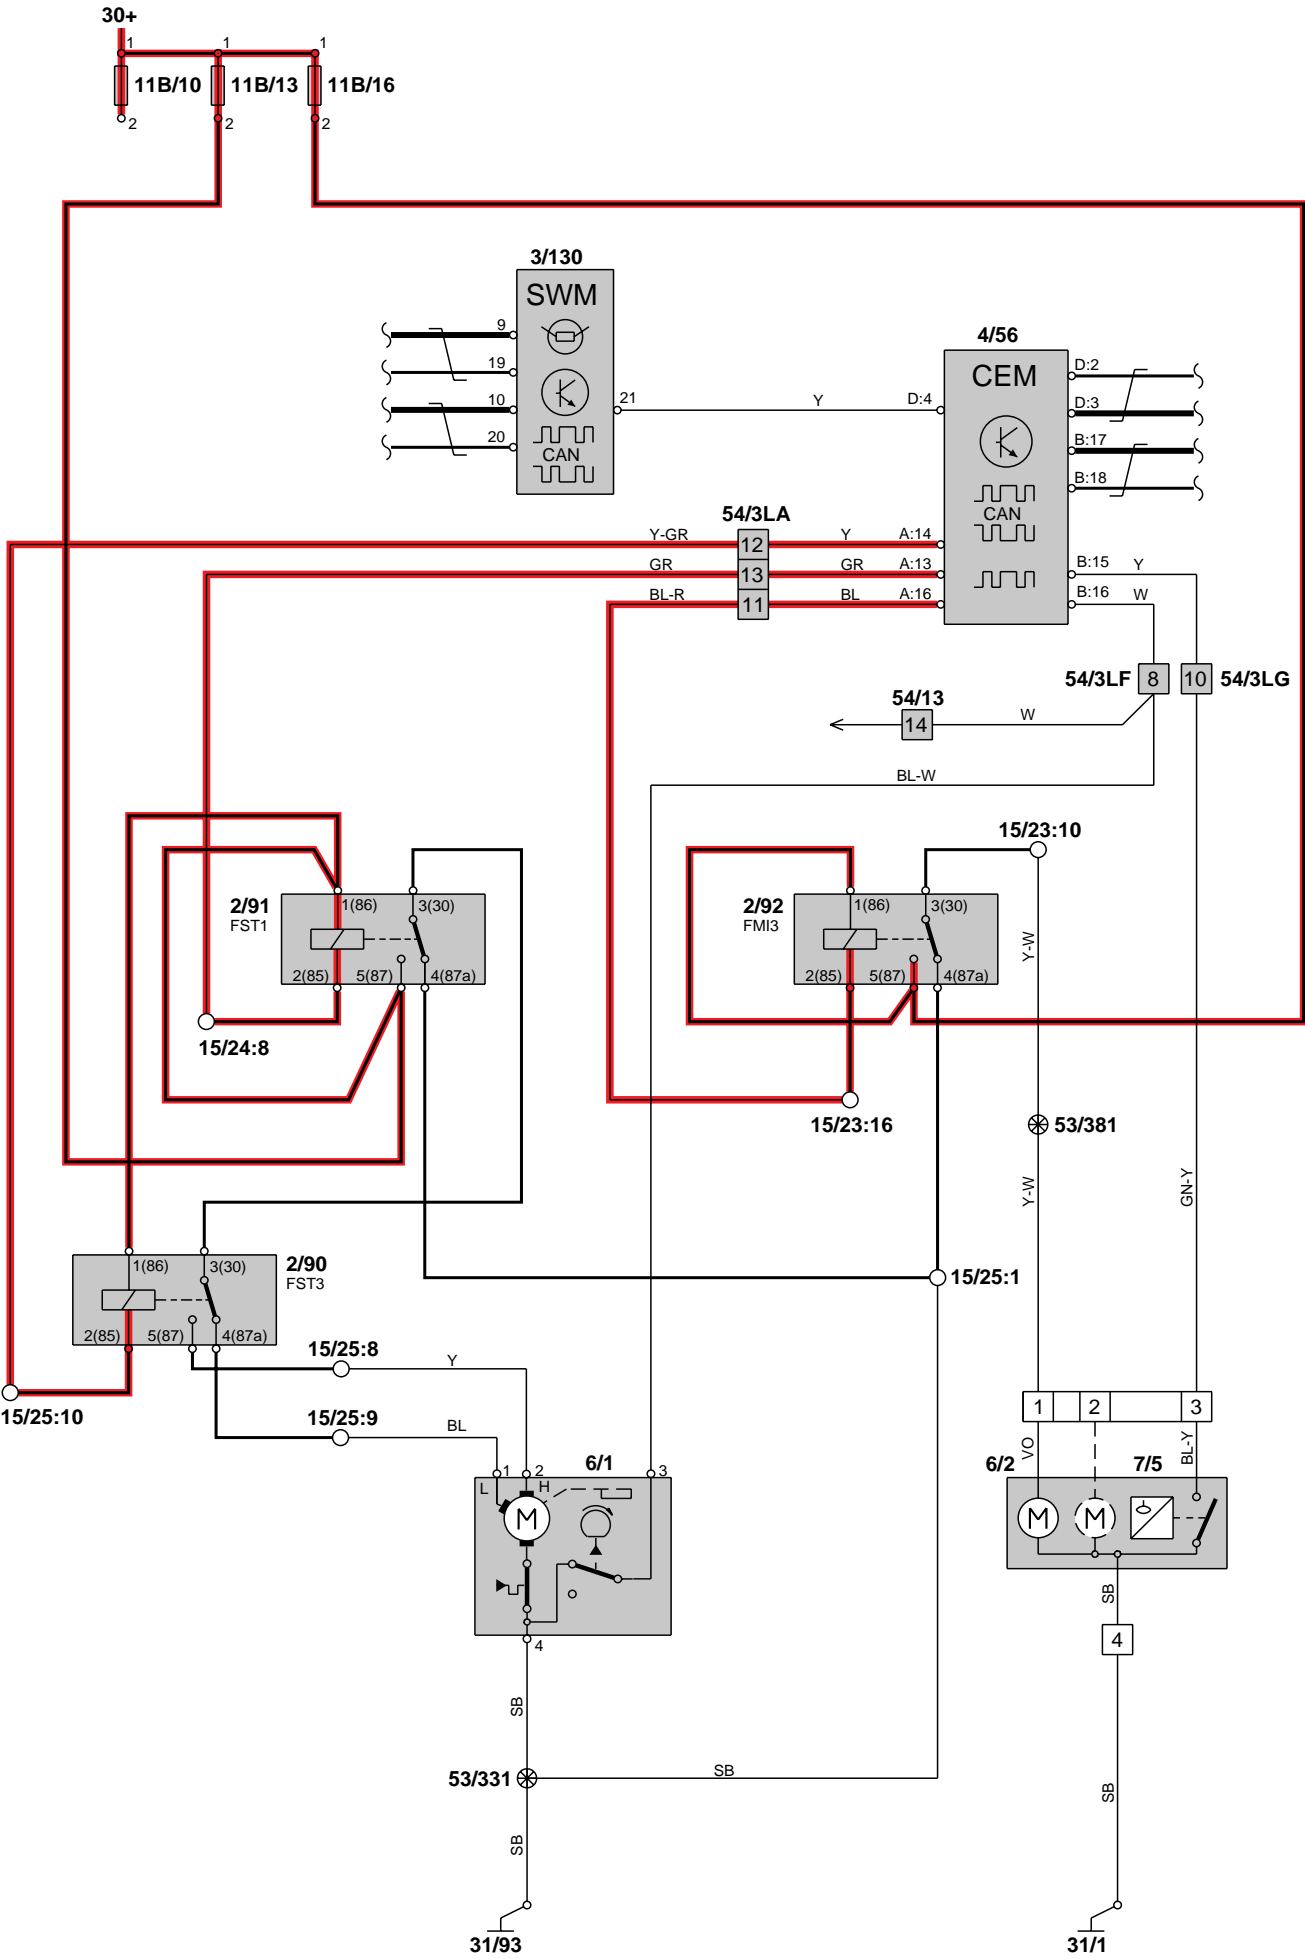 30+
1 1 1
11B/10 11B/13 11B/16
2 2 2
3/130
SWM
9
19
10
20
21
CAN
Y
4/56
CEM
D:4
D:2
D:3
B:17
B:18
CAN
54/3LA
Y-GR 12 Y A:14
GR 13 GR A:13
BL-R 11 BL A:16
B:15 Y
B:16 W
54/3LF 8 10 54/3LG
54/13
14
W
BL-W
15/23:10
2/91
FST1
1(86) 3(30)
2(85) 5(87) 4(87a)
2/92
FMI3
1(86) 3(30)
2(85) 5(87) 4(87a)
Y-W
15/24:8
15/23:16
53/381
Y-W
GN-Y
2/90
FST3
1(86) 3(30)
2(85) 5(87) 4(87a)
15/25:1
15/25:8
Y
15/25:10
15/25:9
BL
1 2 3
VO
BL-Y
6/1
1 2 3
L H
M
4
6/2 7/5
M M
SB
4
SB
53/331
SB
SB
SB
31/93
31/1